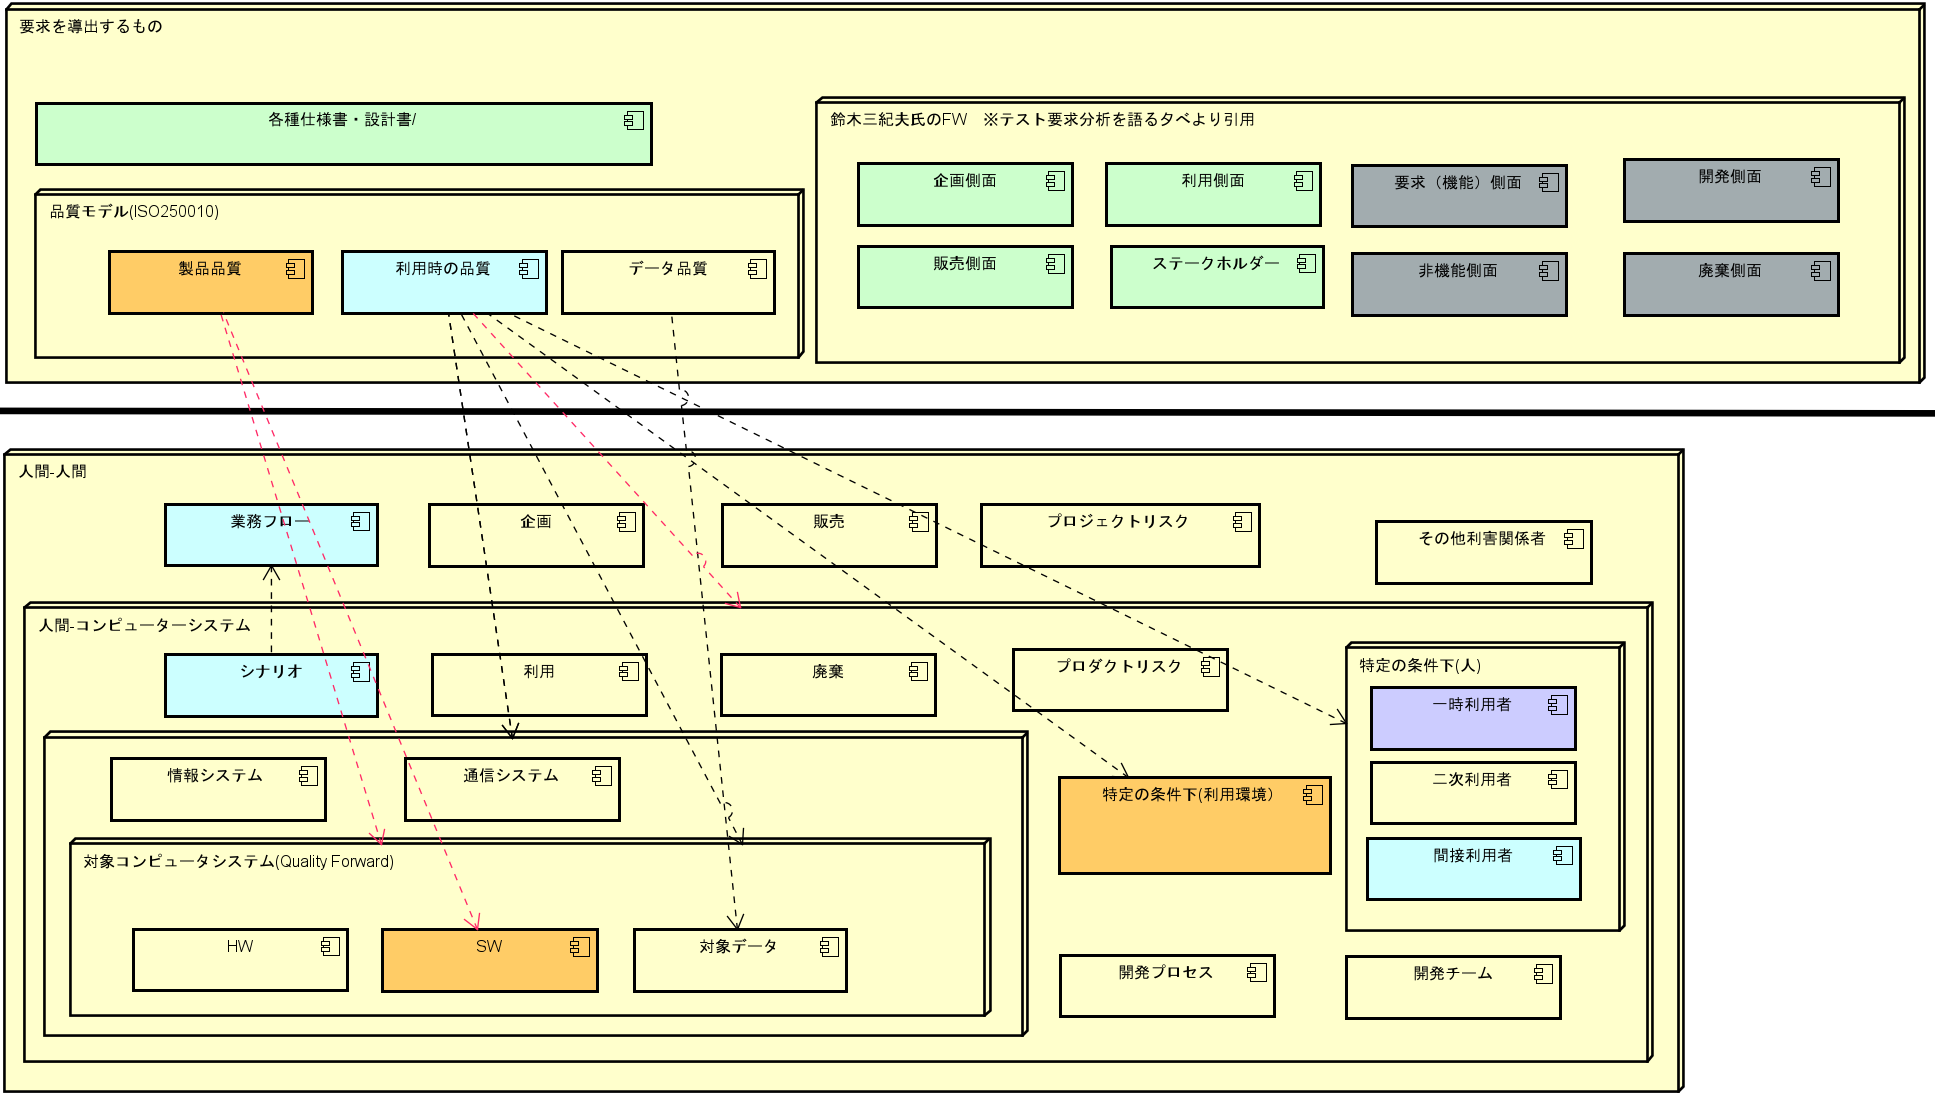 要求を導出するもの
各種仕様書・設計書/
品質モデル(ISO250010)
製品品質
利用時の品質
データ品質
鈴木三紀夫氏のFW　※テスト要求分析を語る夕べより引用
企画側面
利用側面
要求（機能）側面
開発側面
販売側面
ステークホルダー
非機能側面
廃棄側面
人間-人間
業務フロー
企画
販売
プロジェクトリスク
その他利害関係者
人間-コンピューターシステム
シナリオ
利用
廃棄
プロダクトリスク
特定の条件下(人)
一時利用者
二次利用者
間接利用者
情報システム
通信システム
特定の条件下(利用環境）
対象コンピュータシステム(Quality Forward)
HW
SW
対象データ
開発プロセス
開発チーム